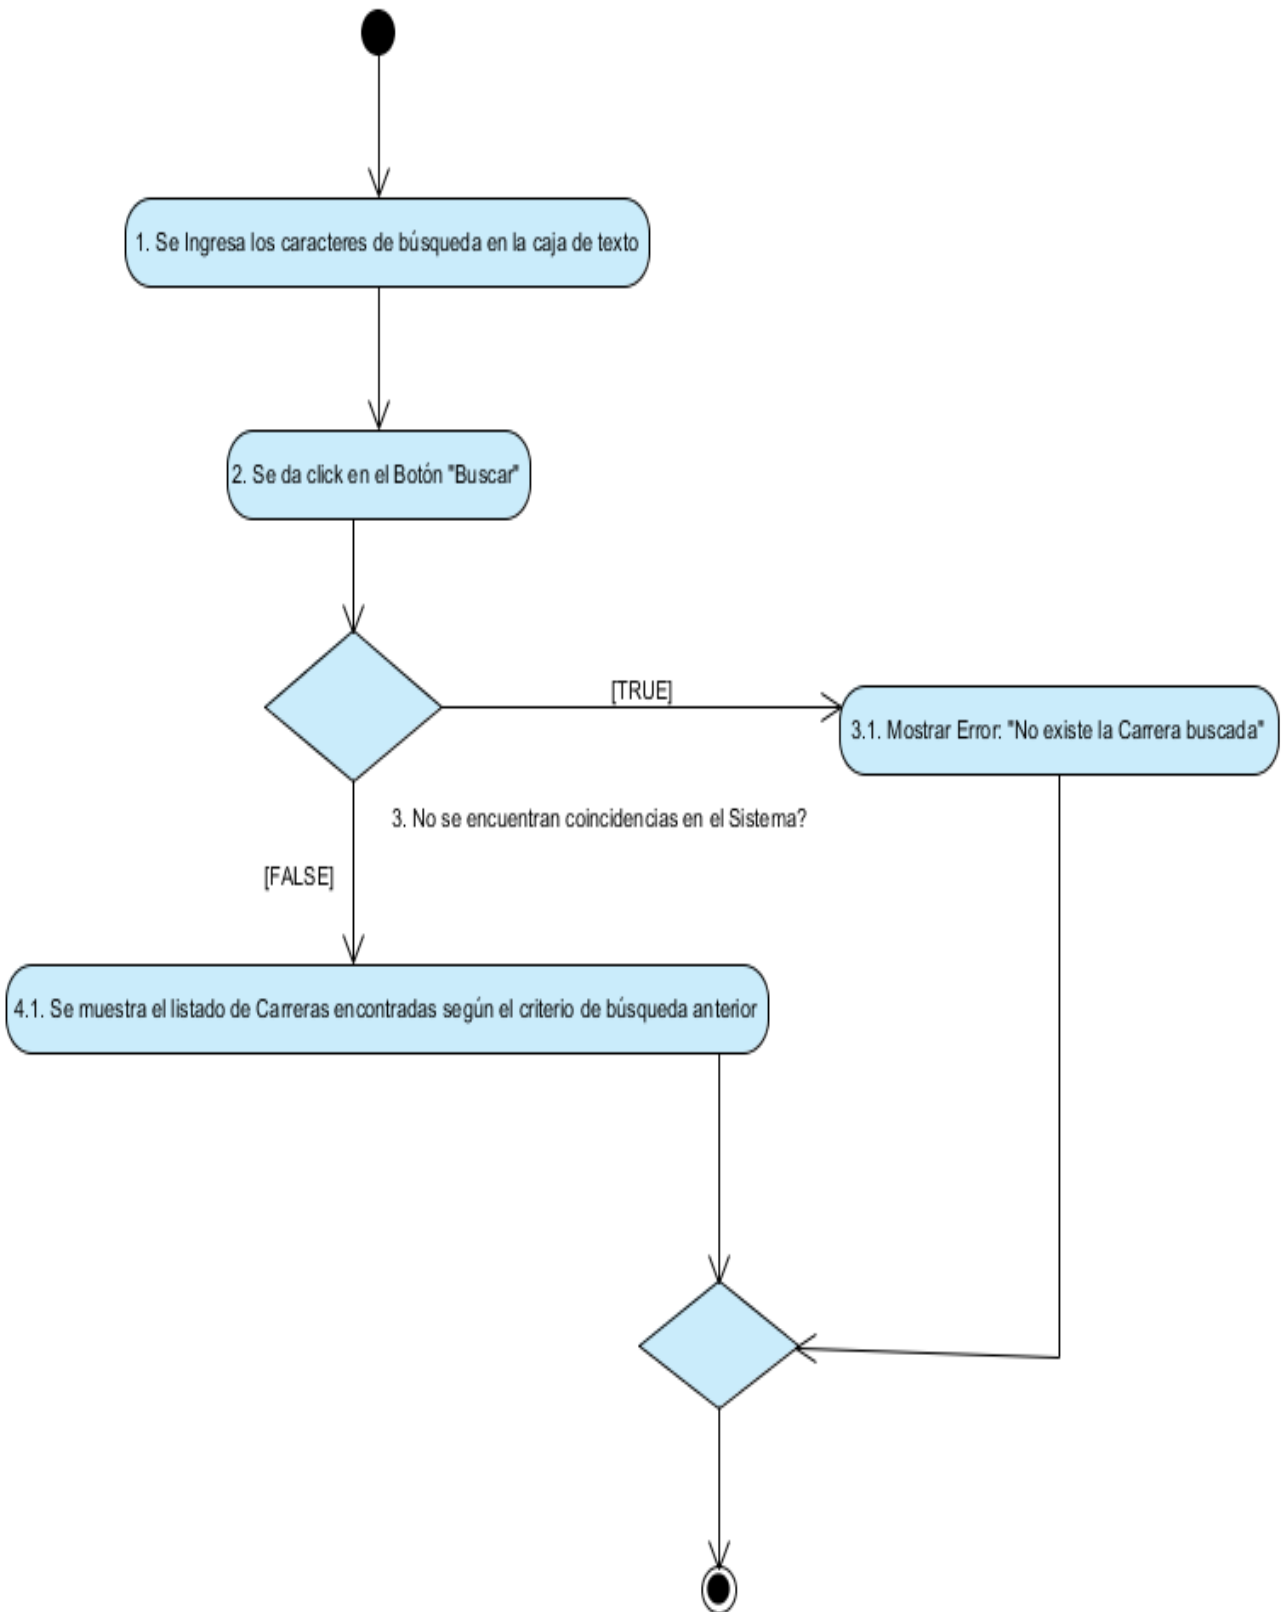 1. Se Ingresa los caracteres de búsqueda en la caja de texto
2. Se da click en el Botón "Buscar"
[TRUE]
3.1. Mostrar Error: "No existe la Carrera buscada"
3. No se encuentran coincidencias en el Sistema?
[FALSE]
4.1. Se muestra el listado de Carreras encontradas según el criterio de búsqueda anterior